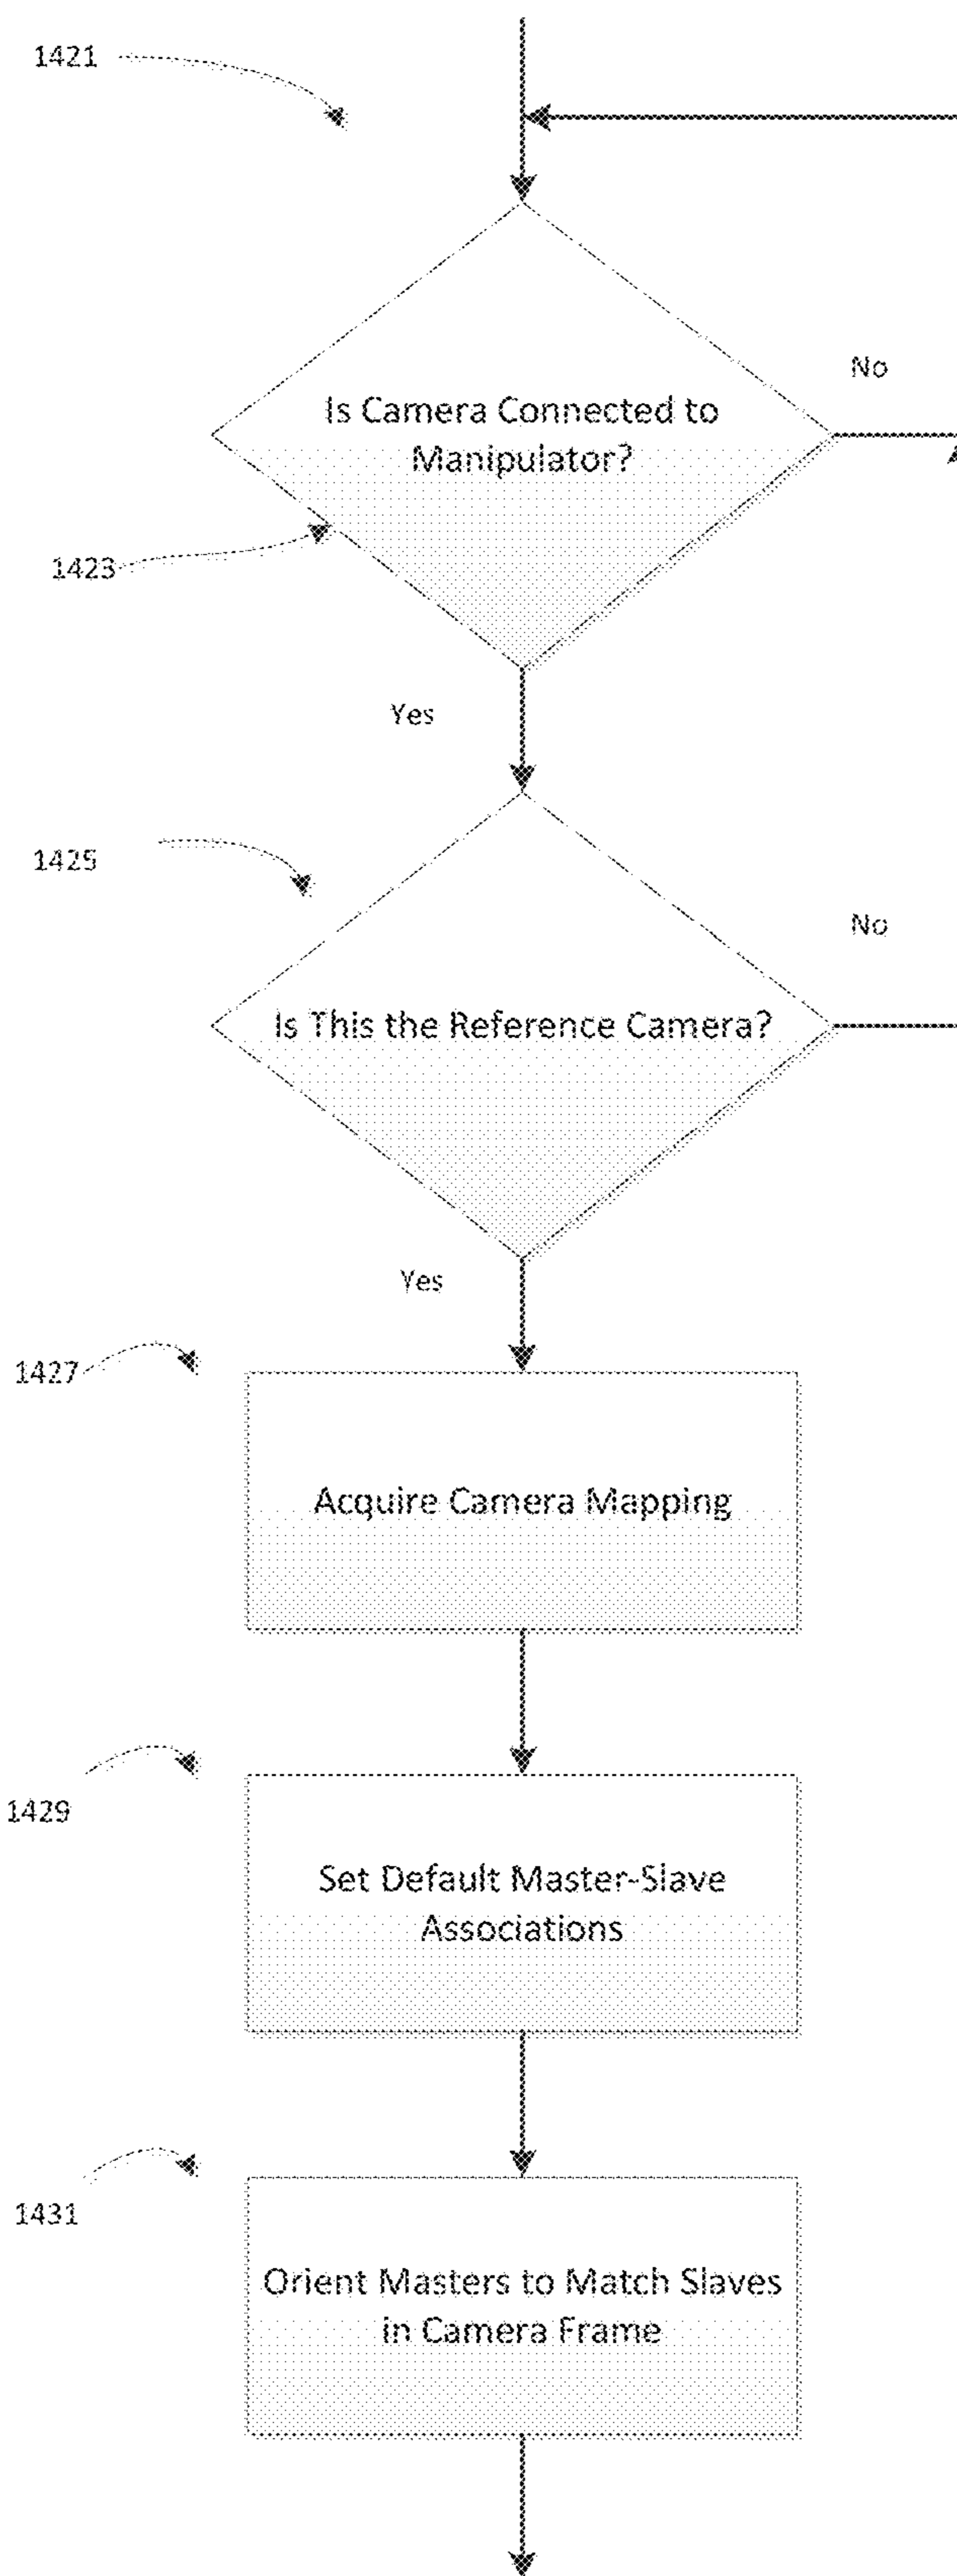 1421
No
Is Camera Connected to
Manipulator?
1423
Yes
1425
No
Is This the Reference Camera?
Yes
1427
Acquire Camera Mapping
1429
Set Default Master-Slave
Associations
1431
Orient Masters to Match Slaves
in Camera Frame